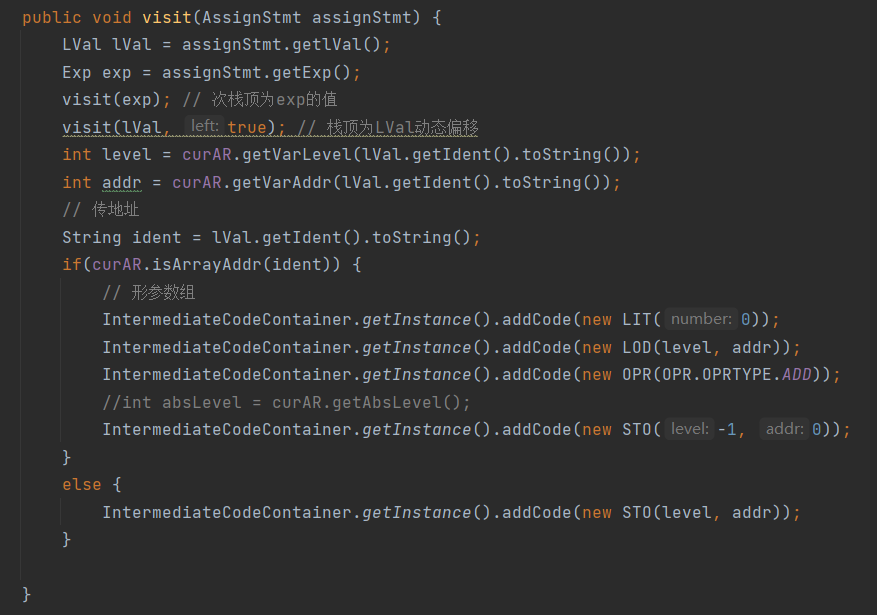 public void visit(AssignStmt assignStmt) {
    LVal lVal = assignStmt.getlVal();
    Exp exp = assignStmt.getExp();
    visit(exp); // 次栈顶为exp的值
    visit(lVal, left: true); // 栈顶为LVal动态偏移
    int level = curAR.getVarLevel(lVal.getIdent().toString());
    int addr = curAR.getVarAddr(lVal.getIdent().toString());
    // 传地址
    String ident = lVal.getIdent().toString();
    if(curAR.isArrayAddr(ident)) {
        // 形参数组
        IntermediateCodeContainer.getInstance().addCode(new LIT( number: 0));
        IntermediateCodeContainer.getInstance().addCode(new LOD(level, addr));
        IntermediateCodeContainer.getInstance().addCode(new OPR(OPR.OPRTYPE.ADD));
        //int absLevel = curAR.getAbsLevel();
        IntermediateCodeContainer.getInstance().addCode(new STO( level: -1, addr: 0));
    }
    else {
        IntermediateCodeContainer.getInstance().addCode(new STO(level, addr));
    }
}